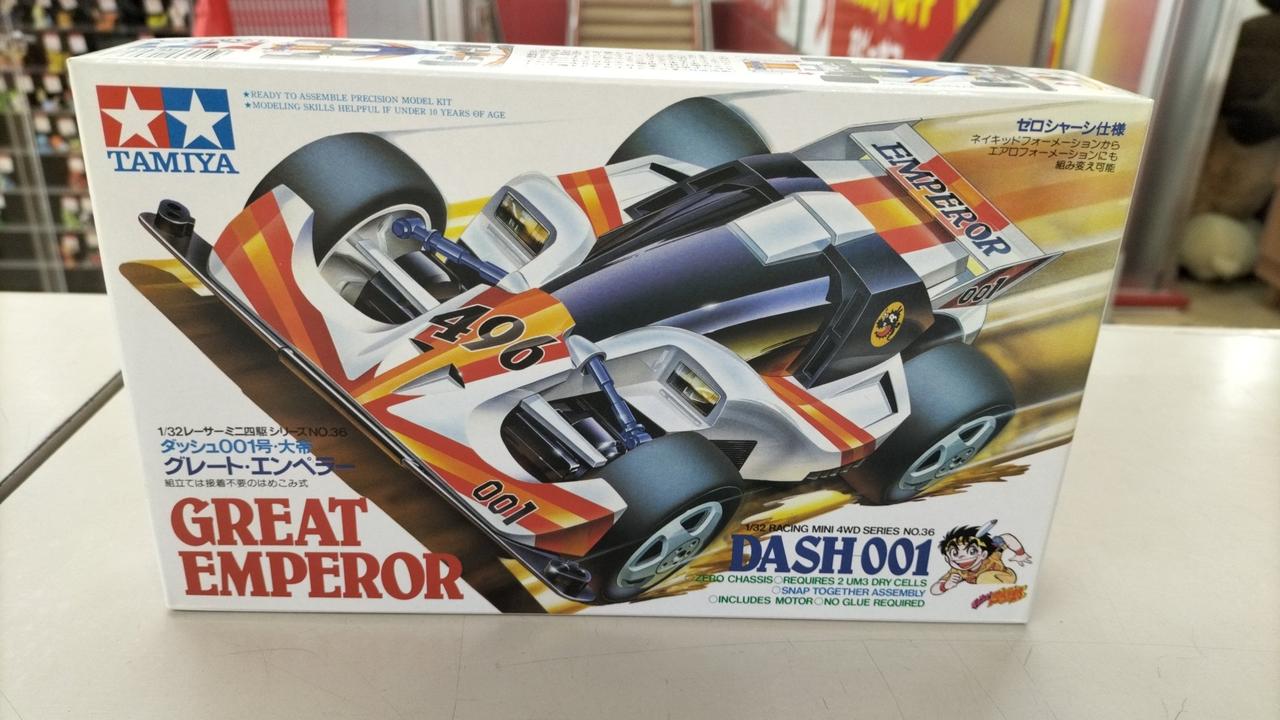 TAMIYA
★READY TO ASSEMBLE PRECISION MODEL KIT
★MODELING SKILLS HELPFUL IF UNDER 10 YEARS OF AGE
ゼロシャーシ仕様
ネイキッドフォーメーションから
エアロフォーメーションにも
組み変え可能
EMPEROR
001
496
001
1/32レーサーミニ四駆シリーズNO.36
ダッシュ001号・大帝
グレート・エンペラー
組立ては接着不要のはめこみ式
GREAT
EMPEROR
1/32 RACING MINI 4WD SERIES NO.36
DASH 001
○ZERO CHASSIS○REQUIRES 2 UM3 DRY CELLS
○SNAP TOGETHER ASSEMBLY
○INCLUDES MOTOR○NO GLUE REQUIRED